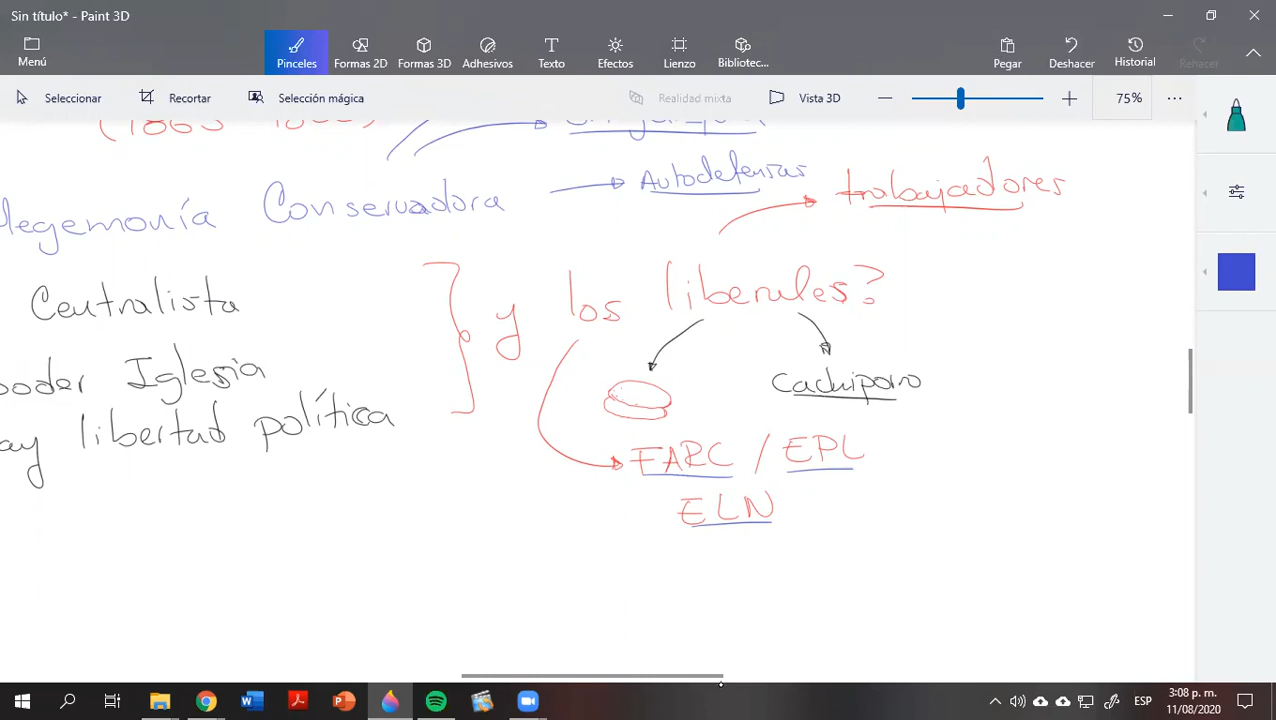 Sin título* - Paint 3D
Menú
Pinceles
Formas 2D
Formas 3D
Adhesivos
Texto
Efectos
Lienzo
Bibliotec...
Pegar
Deshacer
Historial
Rehacer
Seleccionar
Recortar
Selección mágica
Realidad mixta
Vista 3D
75%
Autodefensas
trabajadores
Hegemonía Conservadora
Centralista
y los liberales?
poder Iglesia
cachiporro
ay libertad política
FARC / EPL
ELN
ESP
3:08 p. m.
11/08/2020